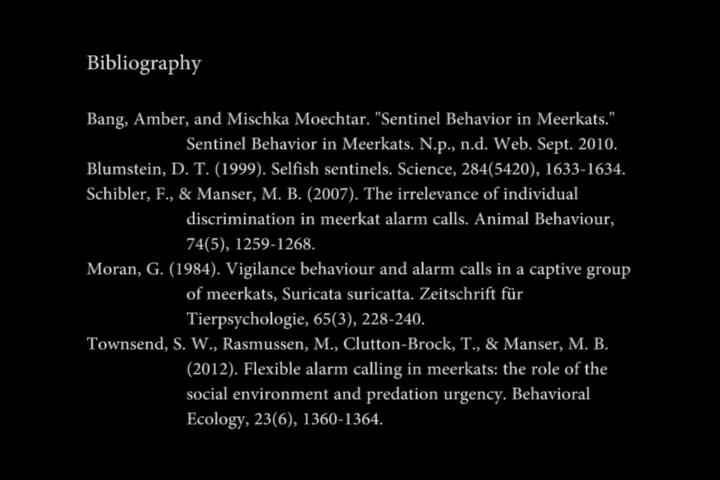 Bibliography
Bang, Amber, and Mischka Moechtar. "Sentinel Behavior in Meerkats."
Sentinel Behavior in Meerkats. N.p., n.d. Web. Sept. 2010.
Blumstein, D. T. (1999). Selfish sentinels. Science, 284(5420), 1633-1634.
Schibler, F., & Manser, M. B. (2007). The irrelevance of individual
discrimination in meerkat alarm calls. Animal Behaviour,
74(5), 1259-1268.
Moran, G. (1984). Vigilance behaviour and alarm calls in a captive group
of meerkats, Suricata suricatta. Zeitschrift für
Tierpsychologie, 65(3), 228-240.
Townsend, S. W., Rasmussen, M., Clutton-Brock, T., & Manser, M. B.
(2012). Flexible alarm calling in meerkats: the role of the
social environment and predation urgency. Behavioral
Ecology, 23(6), 1360-1364.